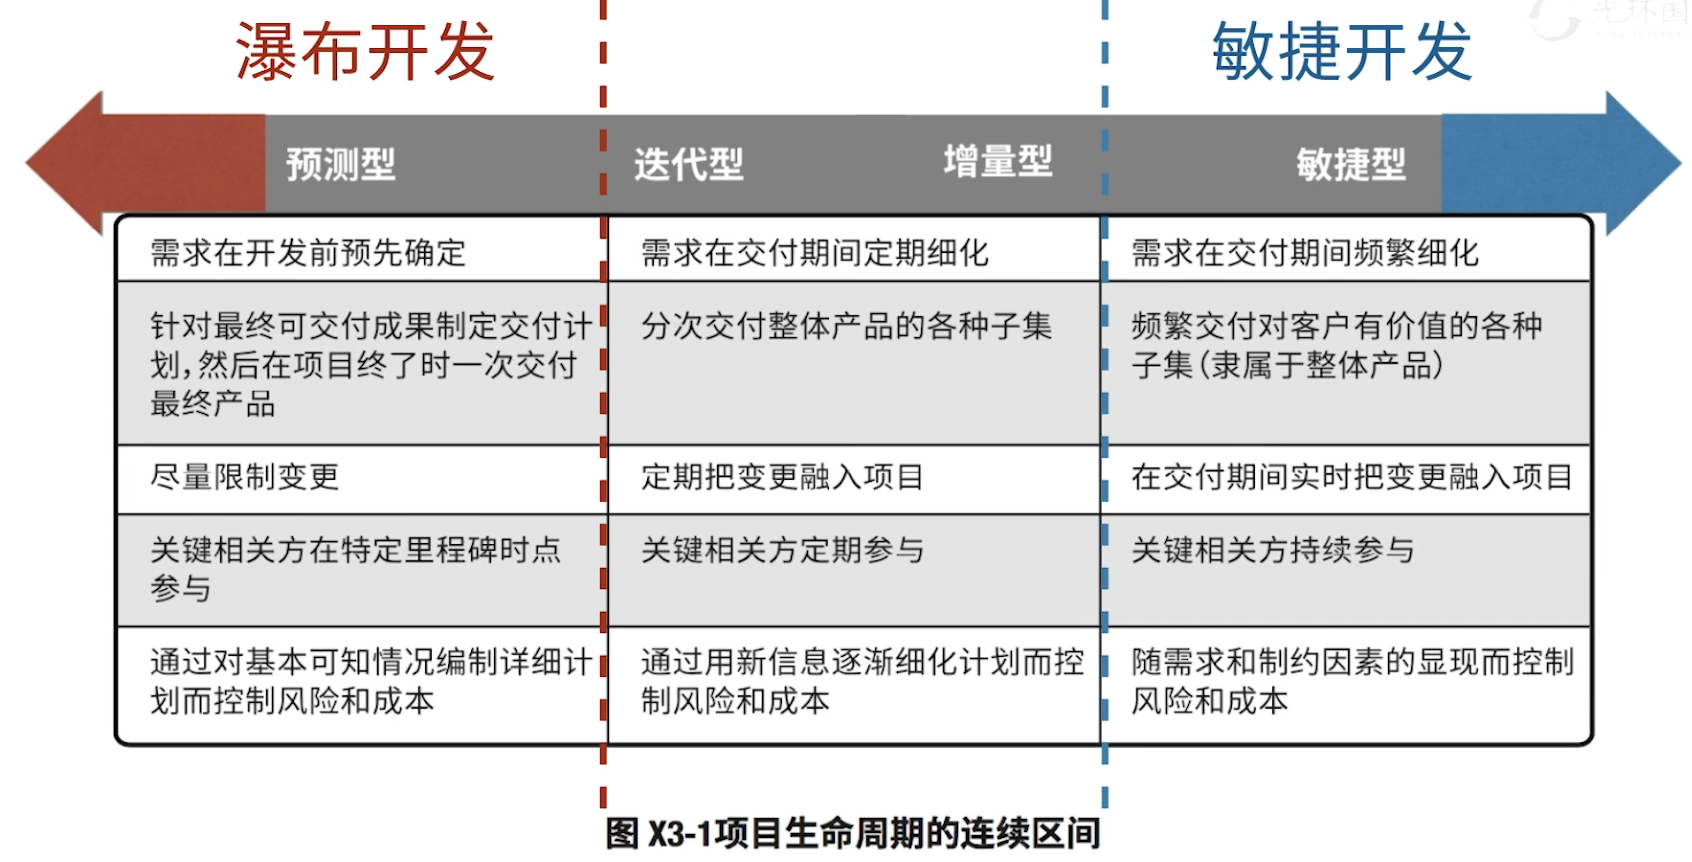 瀑布开发
敏捷开发
光环国
预测型
迭代型
增量型
敏捷型
需求在开发前预先确定
需求在交付期间定期细化
需求在交付期间频繁细化
针对最终可交付成果制定交付计
划，然后在项目终了时一次交付
最终产品
分次交付整体产品的各种子集
频繁交付对客户有价值的各种
子集（隶属于整体产品）
尽量限制变更
定期把变更融入项目
在交付期间实时把变更融入项目
关键相关方在特定里程碑时点
参与
关键相关方定期参与
关键相关方持续参与
通过对基本可知情况编制详细计
划而控制风险和成本
通过用新信息逐渐细化计划而控
制风险和成本
随需求和制约因素的显现而控制
风险和成本
图 X3-1项目生命周期的连续区间